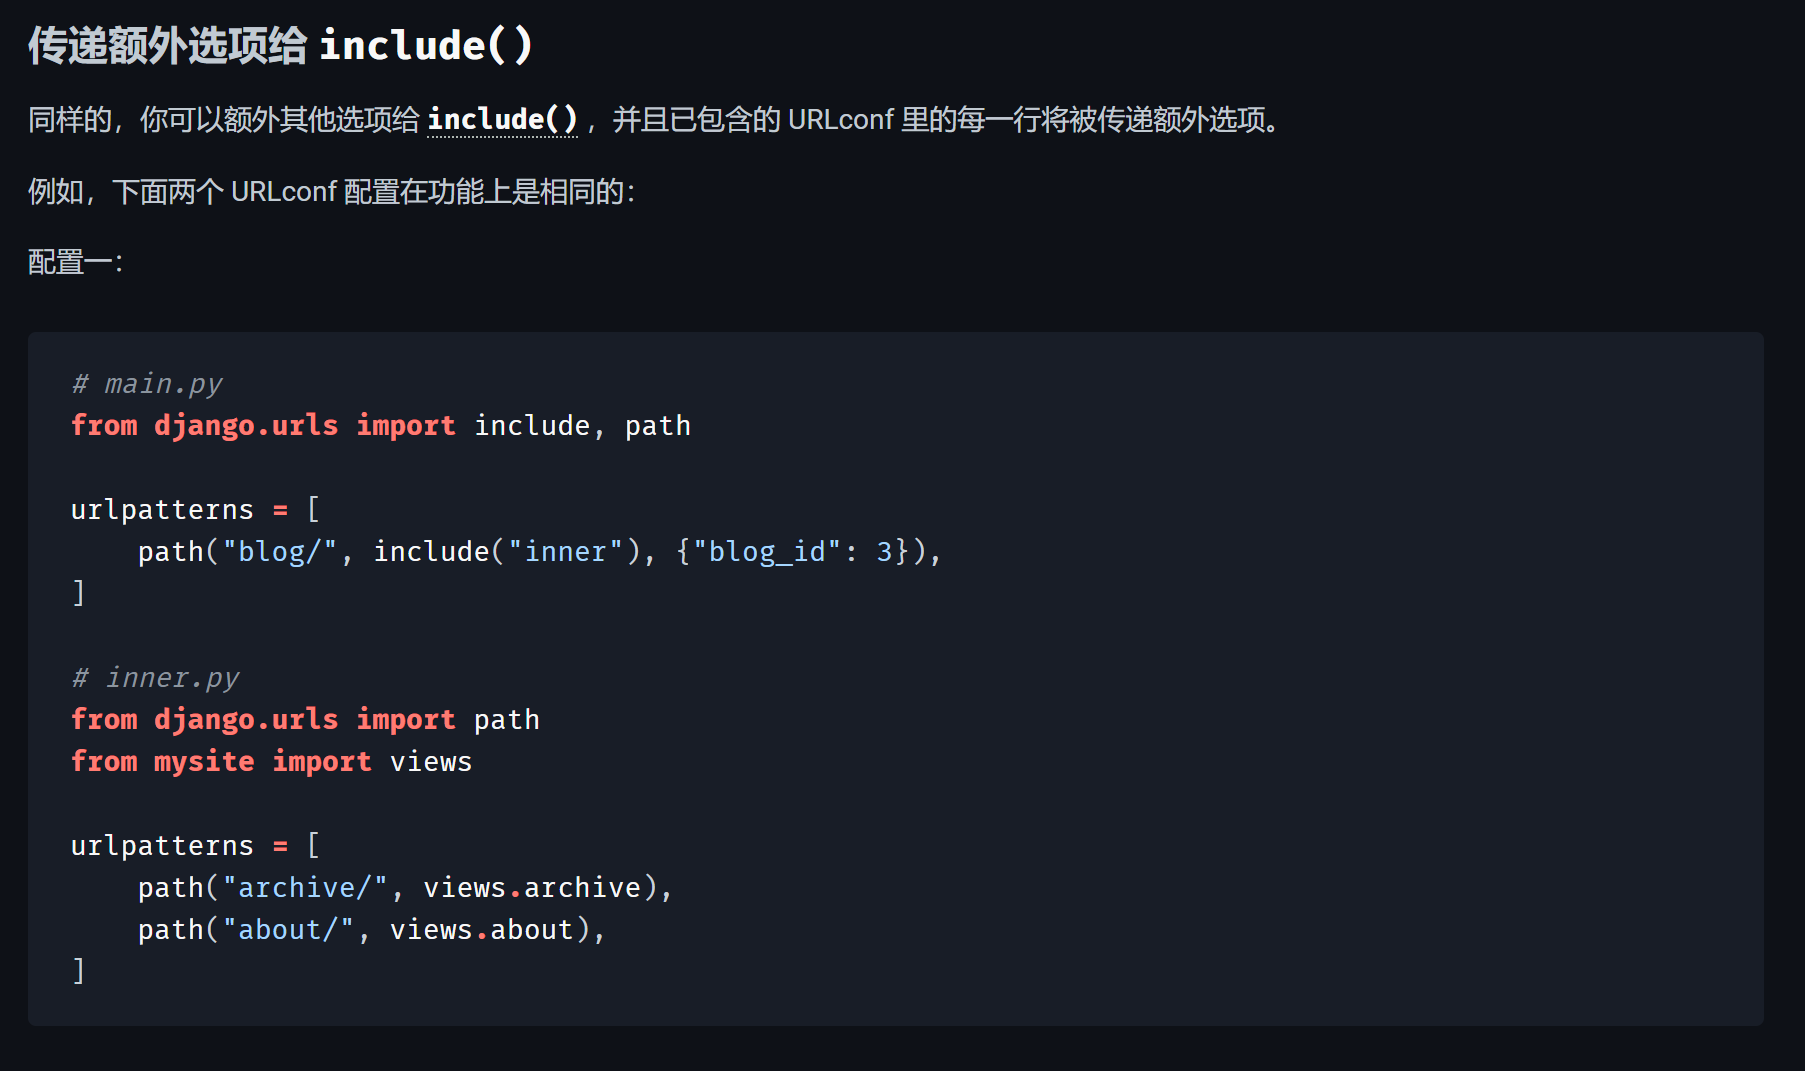 传递额外选项给 include()
同样的，你可以额外其他选项给 include() ，并且已包含的 URLconf 里的每一行将被传递额外选项。
例如，下面两个 URLconf 配置在功能上是相同的：
配置一：
# main.py
from django.urls import include, path
urlpatterns = [
    path("blog/", include("inner"), {"blog_id": 3}),
]
# inner.py
from django.urls import path
from mysite import views
urlpatterns = [
    path("archive/", views.archive),
    path("about/", views.about),
]